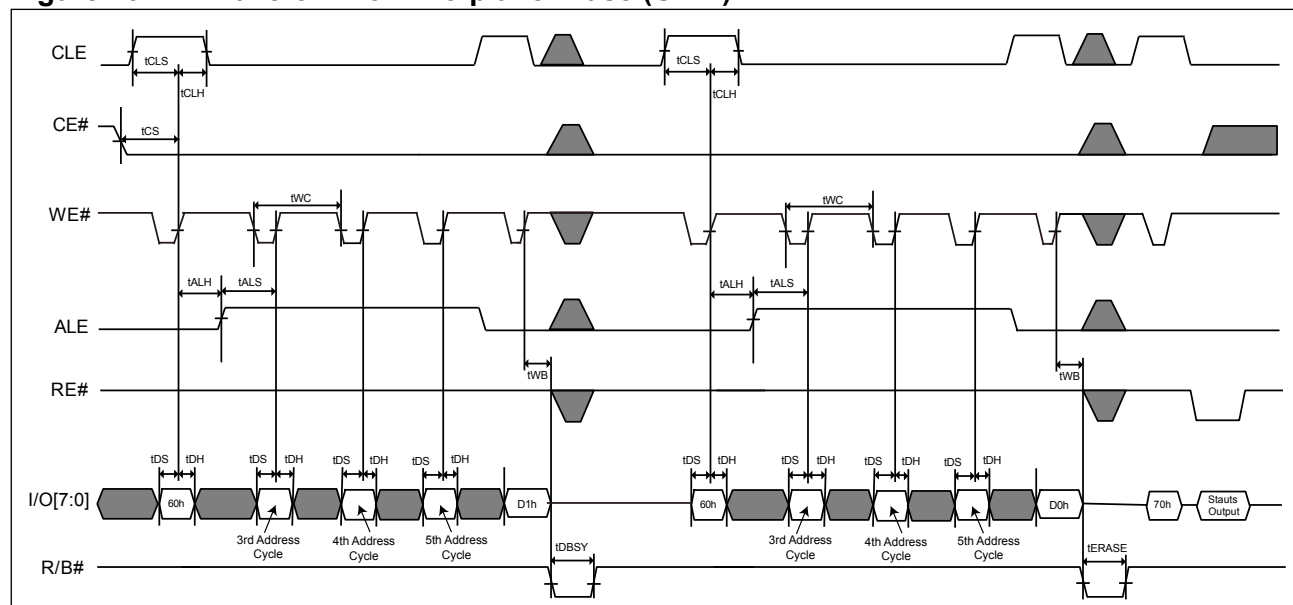 CLE
tCLS
tCLH
tCLS
tCLH
CE#
tCS
WE#
tWC
tWC
tALH
tALS
tALH
tALS
ALE
tWB
tWB
RE#
tDS tDH tDS tDH tDS tDH tDS tDH tDS tDH tDS tDH tDS tDH tDS tDH
I/O[7:0]
60h
D1h
60h
D0h
70h
Stauts
Output
3rd Address
Cycle
4th Address
Cycle
5th Address
Cycle
3rd Address
Cycle
4th Address
Cycle
5th Address
Cycle
tDBSY
tERASE
R/B#